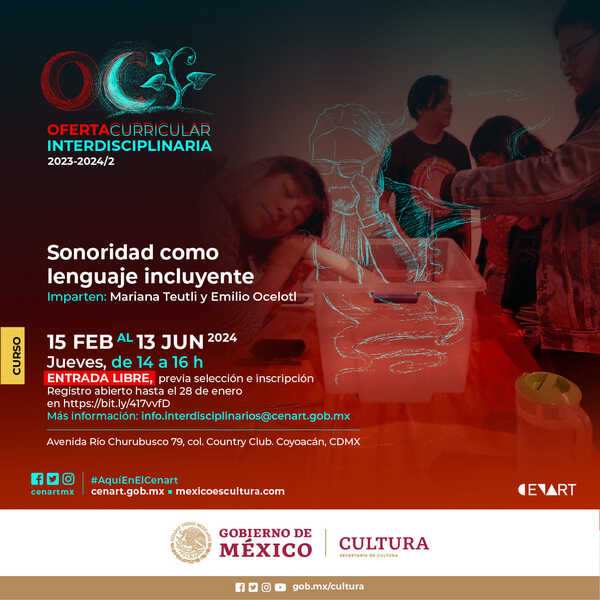 OC
OFERTACURRICULAR
INTERDISCIPLINARIA
2023-2024/2
Sonoridad como
lenguaje incluyente
Imparten: Mariana Teutli y Emilio Ocelotl
CURSO
15 FEB AL 13 JUN 2024
Jueves, de 14 a 16 h
ENTRADA LIBRE, previa selección e inscripción
Registro abierto hasta el 28 de enero
en https://bit.ly/417vvfD
Más información: info.interdisciplinarios@cenart.gob.mx
Avenida Río Churubusco 79, col. Country Club. Coyoacán, CDMX
cenartmx
#AquíEnElCenart
cenart.gob.mx ▪ mexicoescultura.com
CENART
GOBIERNO DE
MÉXICO
CULTURA
SECRETARÍA DE CULTURA
gob.mx/cultura